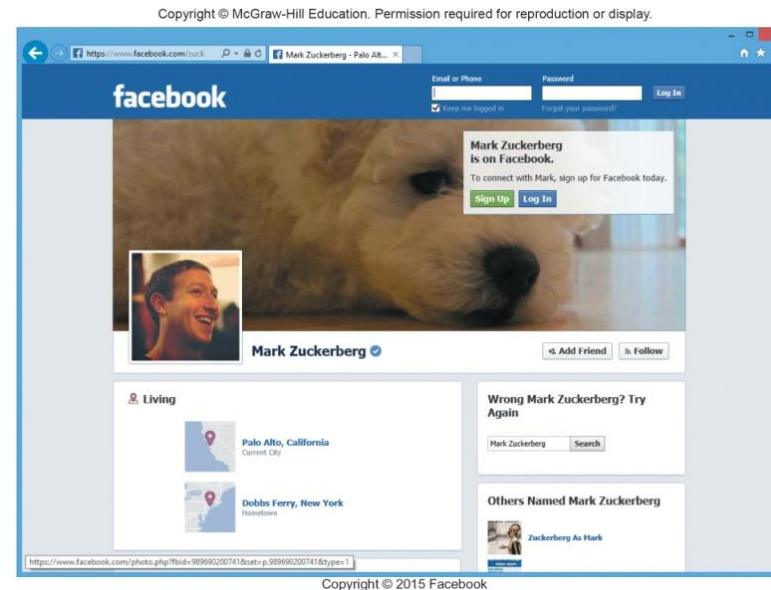 Copyright © McGraw-Hill Education. Permission required for reproduction or display.
https://www.facebook.com/zuck
Mark Zuckerberg - Palo Alt...
facebook
Email or Phone
Password
Log In
Keep me logged in
Forgot your password?
Mark Zuckerberg
is on Facebook.
To connect with Mark, sign up for Facebook today.
Sign Up
Log In
Mark Zuckerberg
Add Friend
Follow
Living
Palo Alto, California
Current City
Dobbs Ferry, New York
Hometown
Wrong Mark Zuckerberg? Try
Again
Mark Zuckerberg
Search
Others Named Mark Zuckerberg
Zuckerberg As Mark
https://www.facebook.com/photo.php?fbid=989690200741&set=p.989690200741&type=1
Copyright © 2015 Facebook